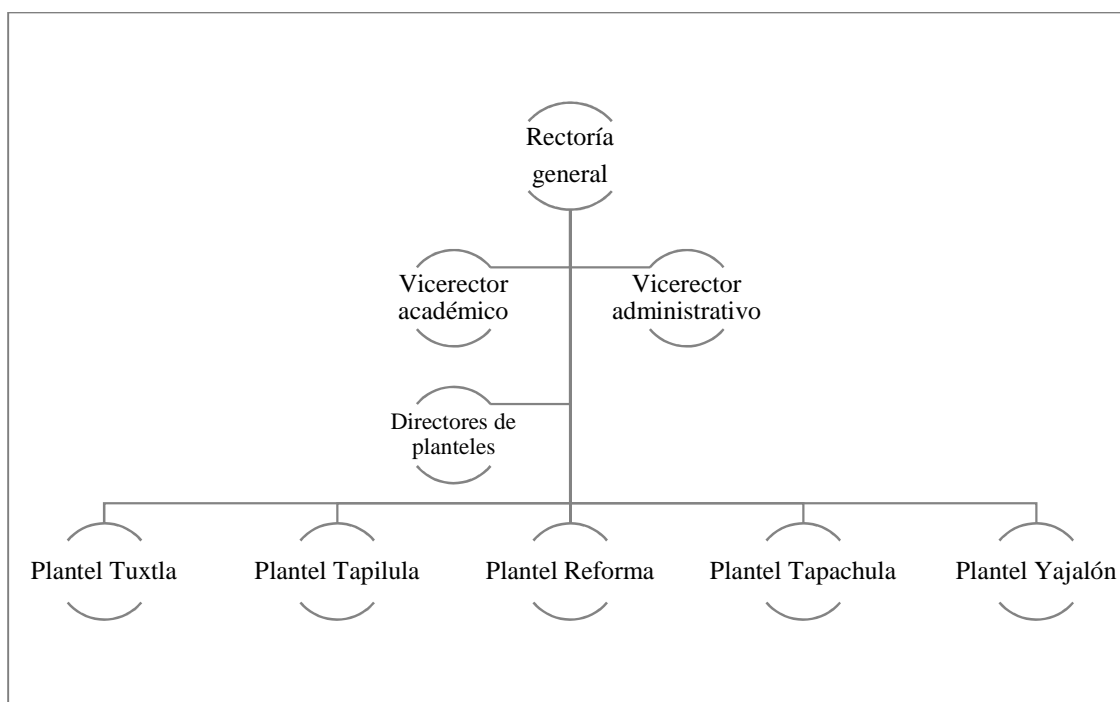 Rectoría
general
Vicerector
académico
Vicerector
administrativo
Directores de
planteles
Plantel Tuxtla
Plantel Tapilula
Plantel Reforma
Plantel Tapachula
Plantel Yajalón